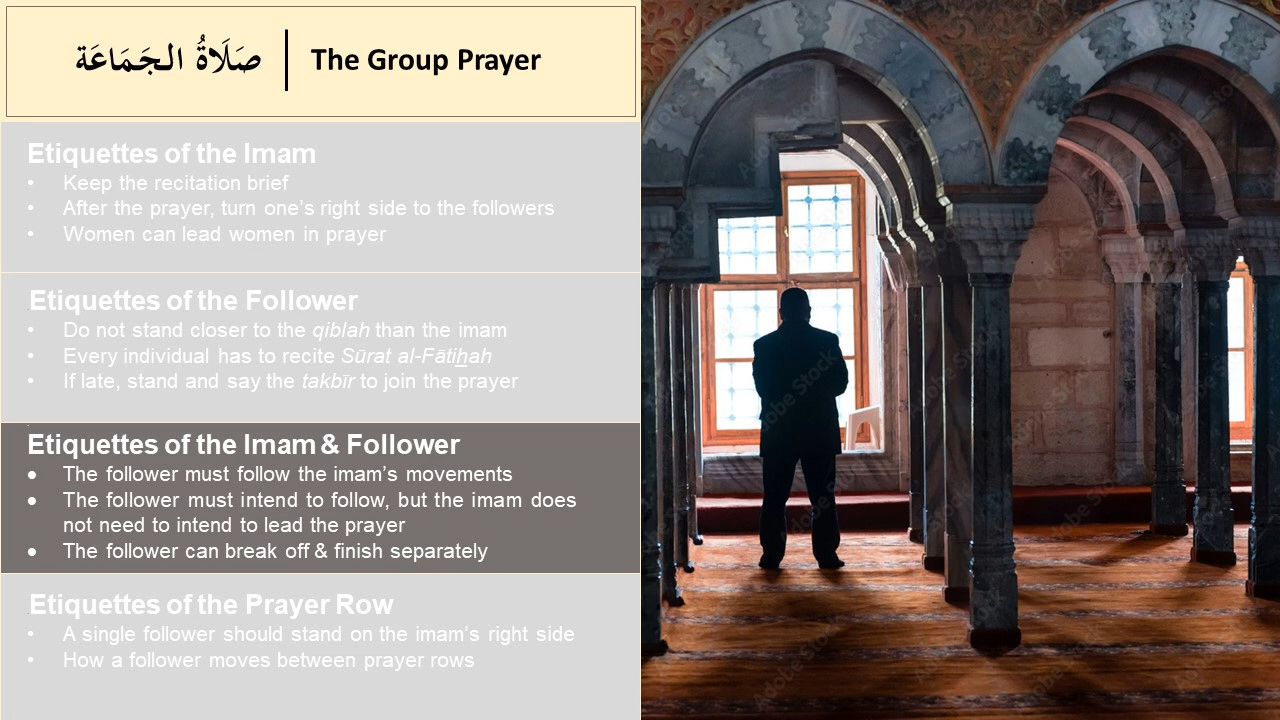 صَلَاةُ الجَمَاعَة | The Group Prayer
Etiquettes of the Imam
• Keep the recitation brief
• After the prayer, turn one's right side to the followers
• Women can lead women in prayer
Etiquettes of the Follower
• Do not stand closer to the qiblah than the imam
• Every individual has to recite Sūrat al-Fātiẖah
• If late, stand and say the takbīr to join the prayer
Etiquettes of the Imam & Follower
• The follower must follow the imam's movements
• The follower must intend to follow, but the imam does
not need to intend to lead the prayer
• The follower can break off & finish separately
Etiquettes of the Prayer Row
• A single follower should stand on the imam's right side
• How a follower moves between prayer rows
Adobe Stock